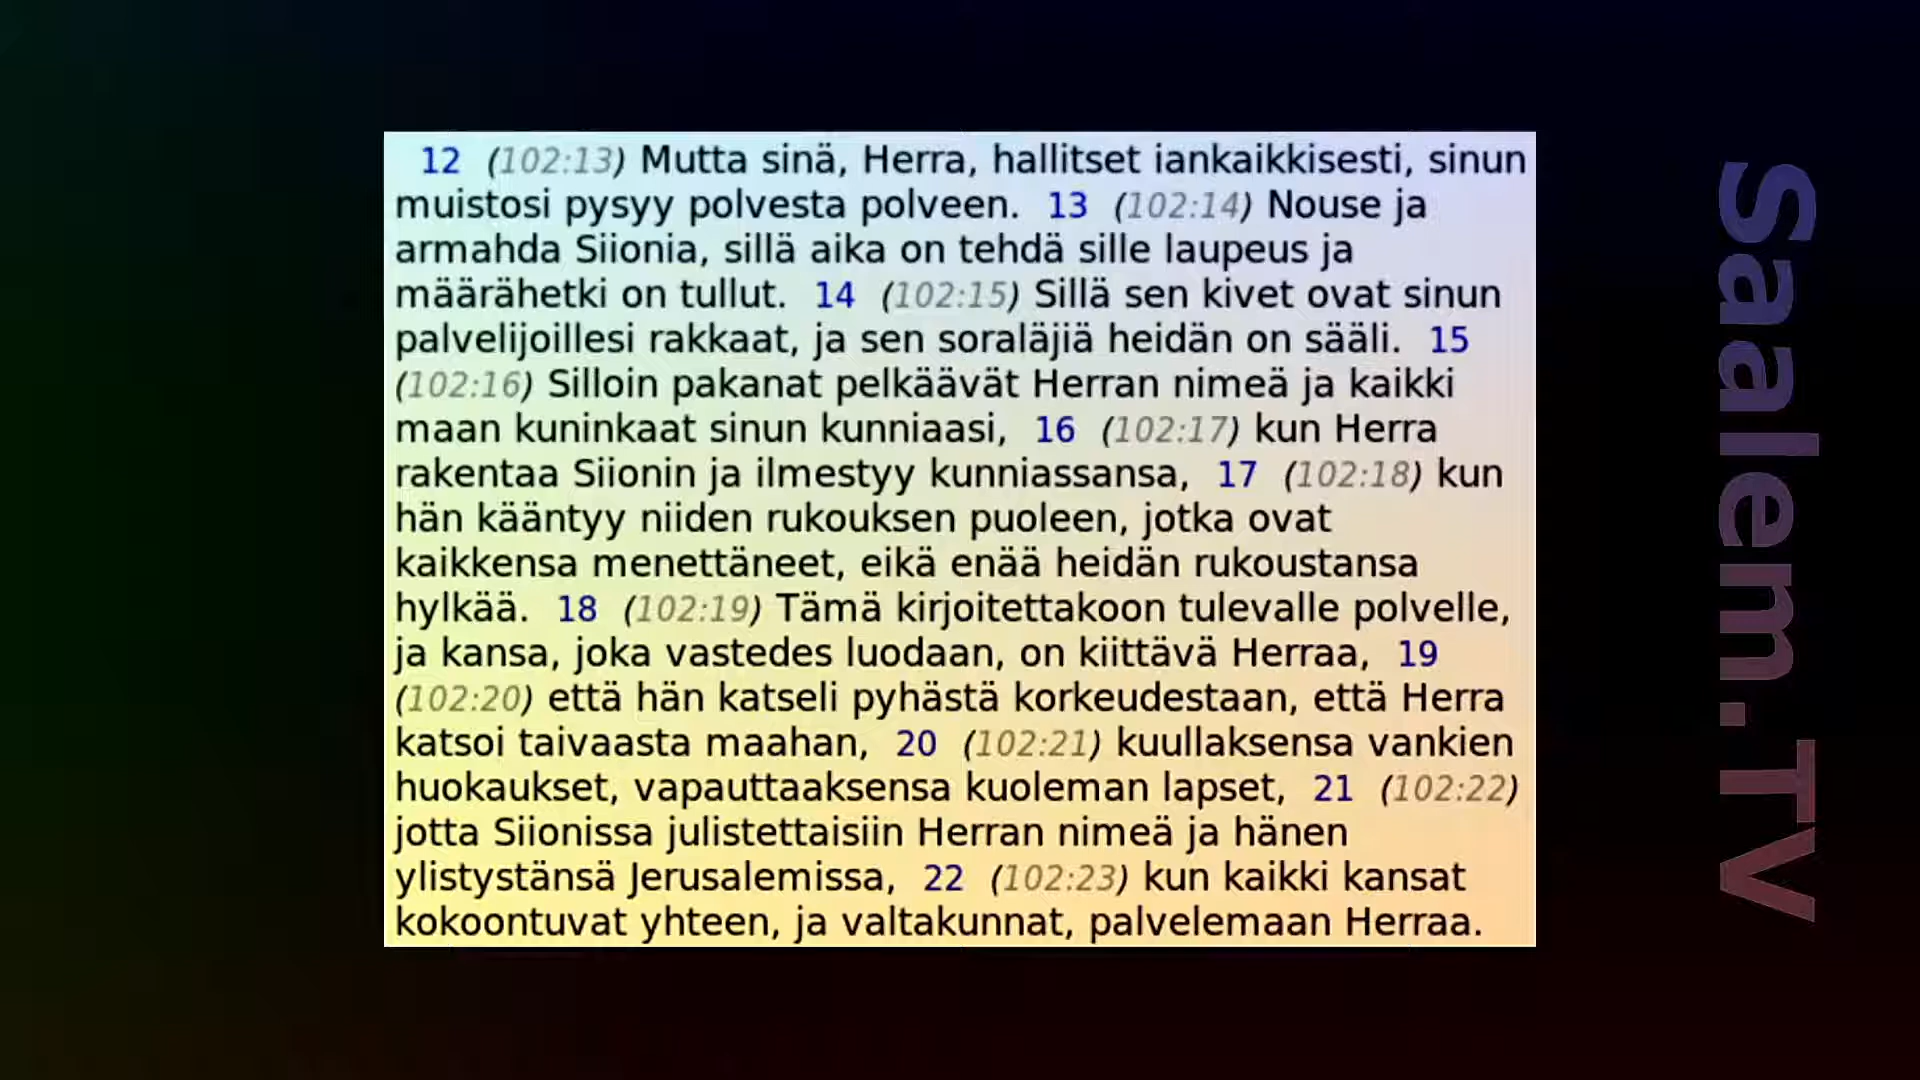 12 (102:13) Mutta sinä, Herra, hallitset iankaikkisesti, sinun
muistosi pysyy polvesta polveen. 13 (102:14) Nouse ja
armahda Siionia, sillä aika on tehdä sille laupeus ja
määrähetki on tullut. 14 (102:15) Sillä sen kivet ovat sinun
palvelijoillesi rakkaat, ja sen soraläjiä heidän on sääli. 15
(102:16) Silloin pakanat pelkäävät Herran nimeä ja kaikki
maan kuninkaat sinun kunniaasi, 16 (102:17) kun Herra
rakentaa Siionin ja ilmestyy kunniassansa, 17 (102:18) kun
hän kääntyy niiden rukouksen puoleen, jotka ovat
kaikkensa menettäneet, eikä enää heidän rukoustansa
hylkää. 18 (102:19) Tämä kirjoitettakoon tulevalle polvelle,
ja kansa, joka vastedes luodaan, on kiittävä Herraa, 19
(102:20) että hän katseli pyhästä korkeudestaan, että Herra
katsoi taivaasta maahan, 20 (102:21) kuullaksensa vankien
huokaukset, vapauttaaksensa kuoleman lapset, 21 (102:22)
jotta Siionissa julistettaisiin Herran nimeä ja hänen
ylistystänsä Jerusalemissa, 22 (102:23) kun kaikki kansat
kokoontuvat yhteen, ja valtakunnat, palvelemaan Herraa.
Saalem.TV